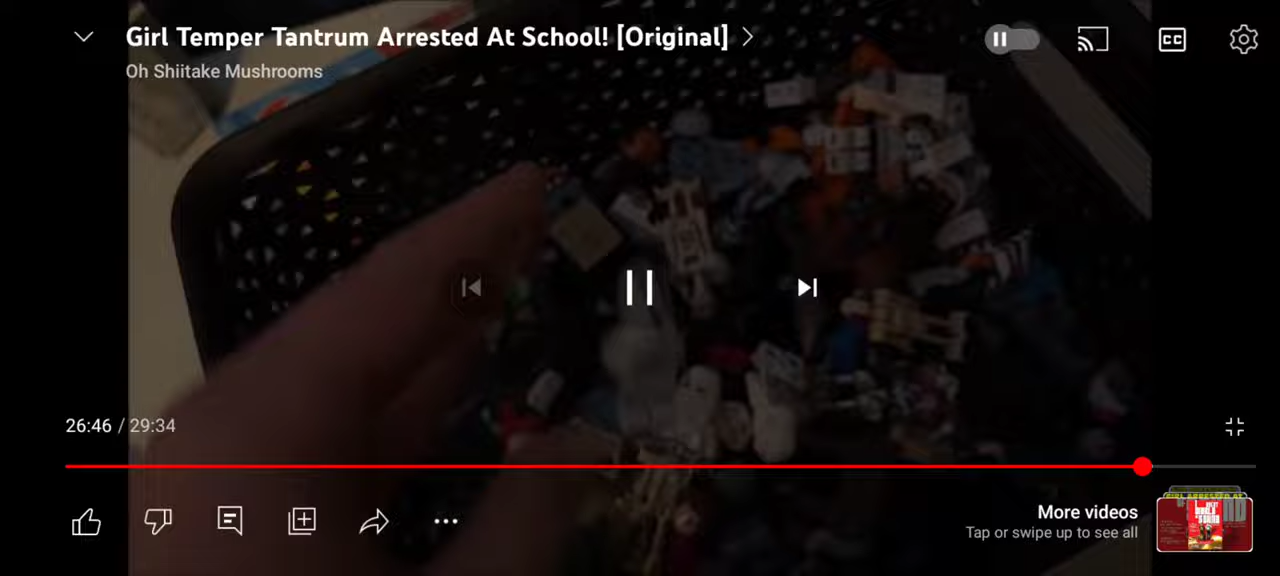 Girl Temper Tantrum Arrested At School! [Original]
Oh Shiitake Mushrooms
CC
26:46 / 29:34
More videos
Tap or swipe up to see all